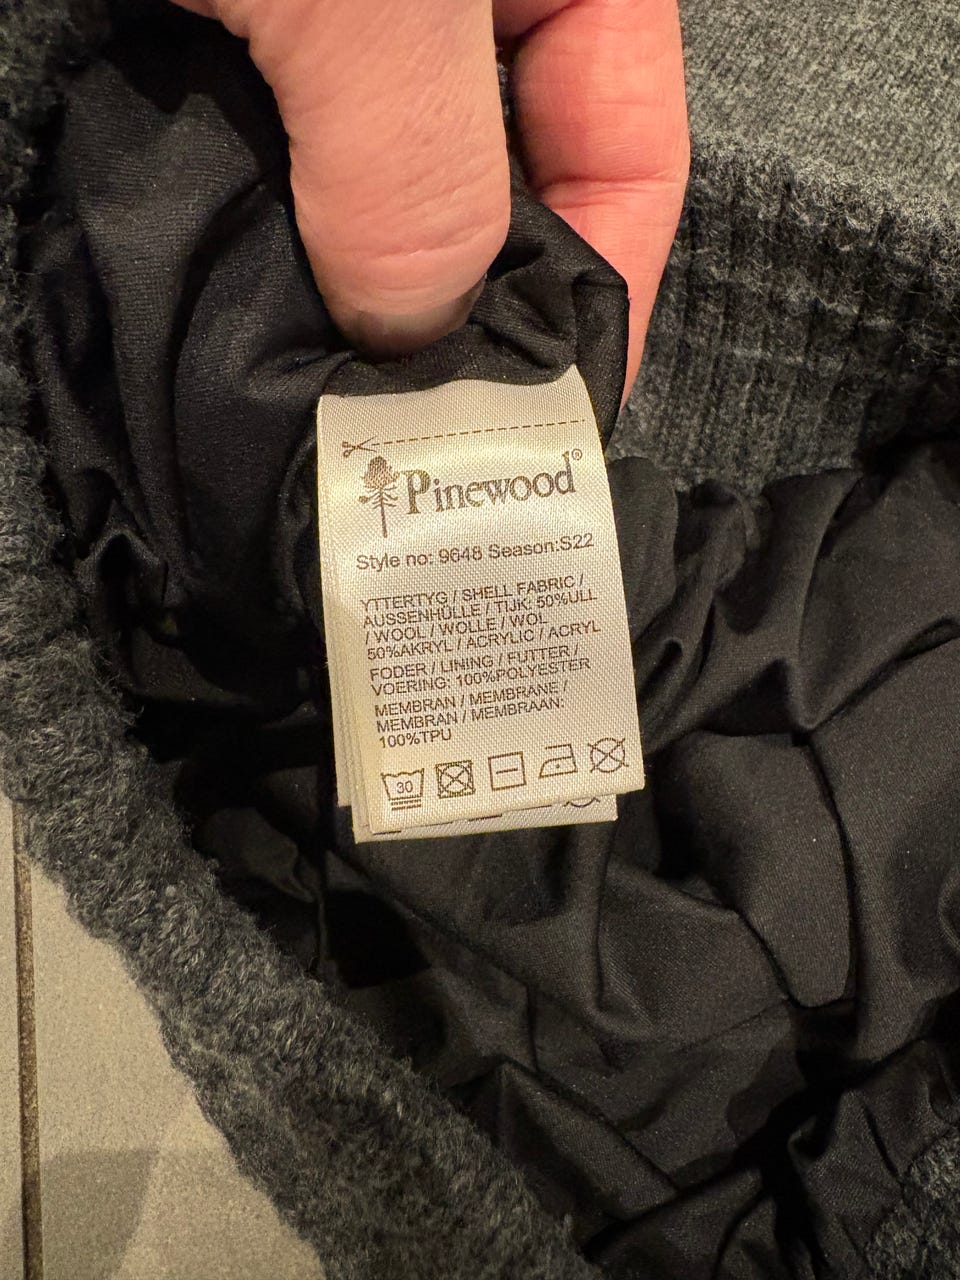 Pinewood®
Style no: 9648 Season:S22
YTTERTYG / SHELL FABRIC /
AUSSENHÜLLE / TIJK: 50%ULL
/ WOOL / WOLLE / WOL
50%AKRYL / ACRYLIC / ACRYL
FODER / LINING / FUTTER /
VOERING: 100%POLYESTER
MEMBRAN / MEMBRANE /
MEMBRAN / MEMBRAAN:
100%TPU
30